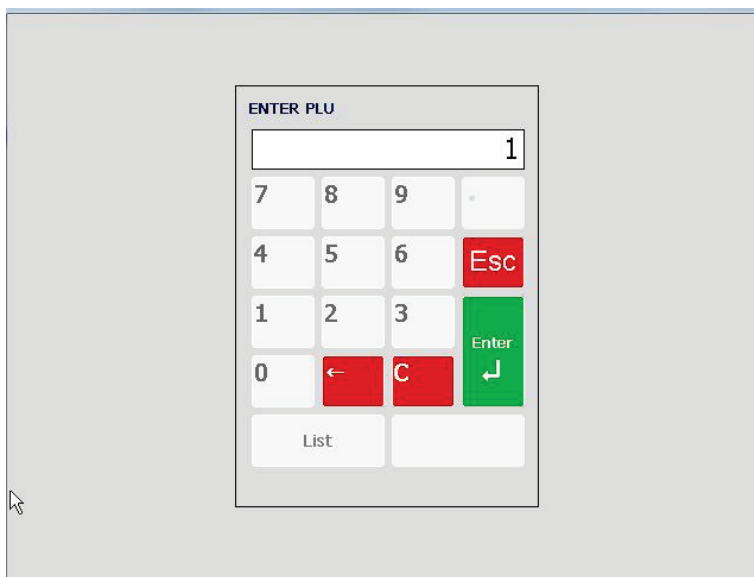 ENTER PLU
1
7 8 9 .
4 5 6 Esc
1 2 3
Enter
0 ← C ↵
List